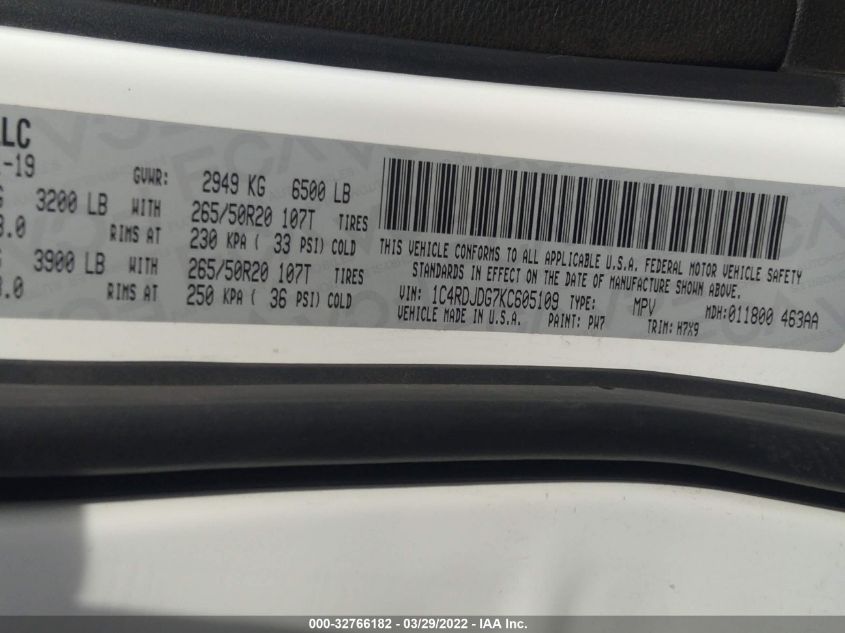 LC
-19
GVWR: 2949 KG 6500 LB
3200 LB WITH 265/50R20 107T TIRES
RIMS AT 230 KPA ( 33 PSI) COLD
3900 LB WITH 265/50R20 107T TIRES
RIMS AT 250 KPA ( 36 PSI) COLD
THIS VEHICLE CONFORMS TO ALL APPLICABLE U.S.A. FEDERAL MOTOR VEHICLE SAFETY
STANDARDS IN EFFECT ON THE DATE OF MANUFACTURE SHOWN ABOVE.
VIN: 1C4RDJDG7KC605109 TYPE: MPV MDH:011800 463AA
VEHICLE MADE IN U.S.A. PAINT: PW7 TRIM: H7X9
000-32766182 - 03/29/2022 - IAA Inc.